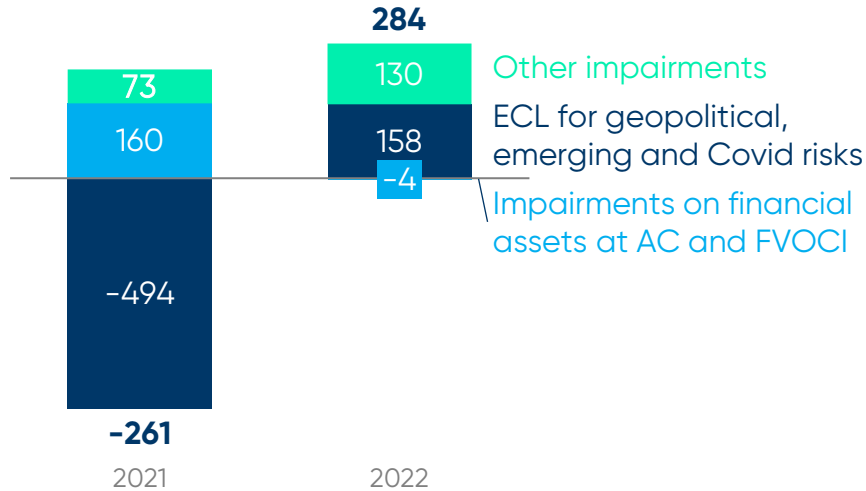 284
73
130
Other impairments
160
158
ECL for geopolitical,
emerging and Covid risks
-4
Impairments on financial
assets at AC and FVOCI
-494
-261
2021
2022